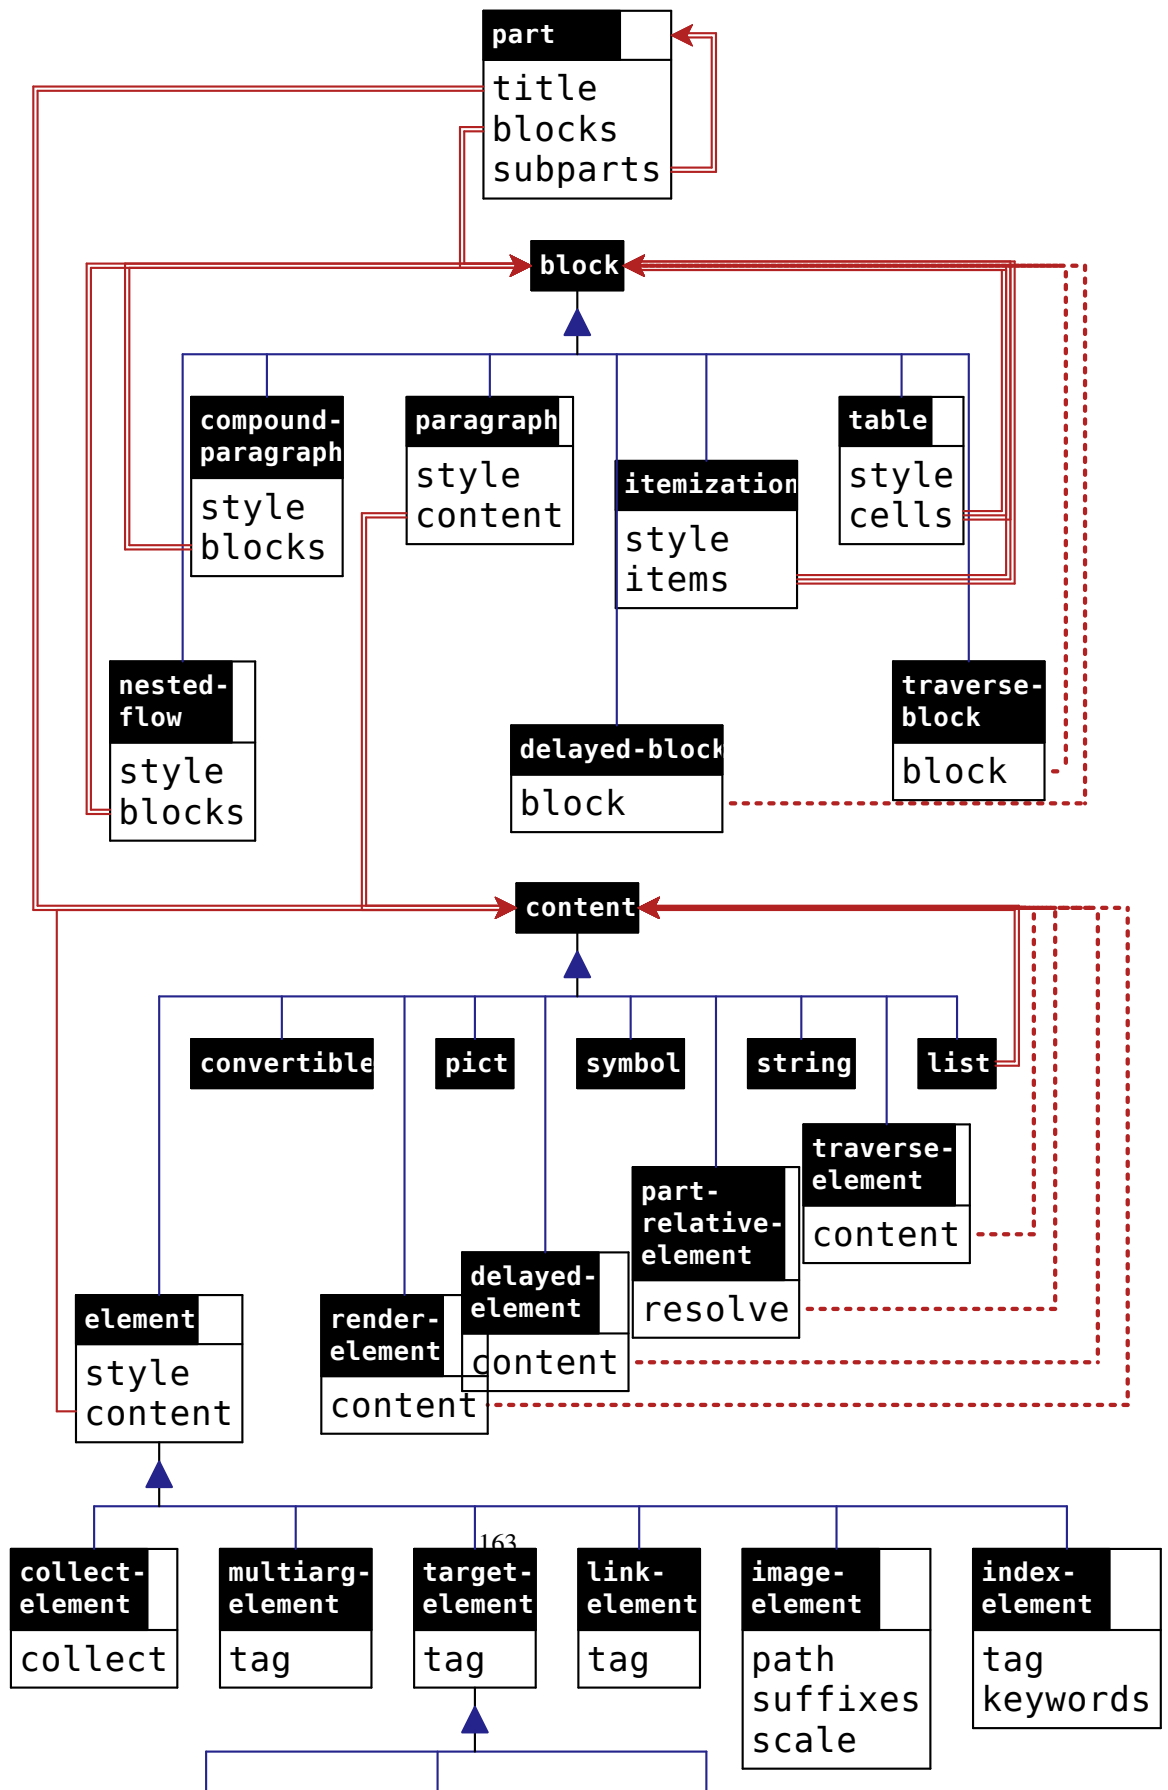 part
title
blocks
subparts
block
compound-
paragraph
style
blocks
paragraph
style
content
itemization
style
items
table
style
cells
nested-
flow
style
blocks
delayed-block
block
traverse-
block
block
content
convertible
pict
symbol
string
list
traverse-
element
content
part-
relative-
element
resolve
delayed-
element
content
render-
element
content
element
style
content
163
collect-
element
collect
multiarg-
element
tag
target-
element
tag
link-
element
tag
image-
element
path
suffixes
scale
index-
element
tag
keywords